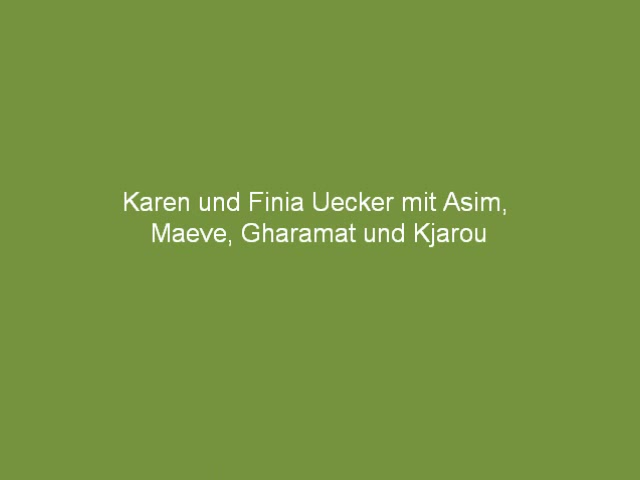 Karen und Finia Uecker mit Asim,
Maeve, Gharamat und Kjarou